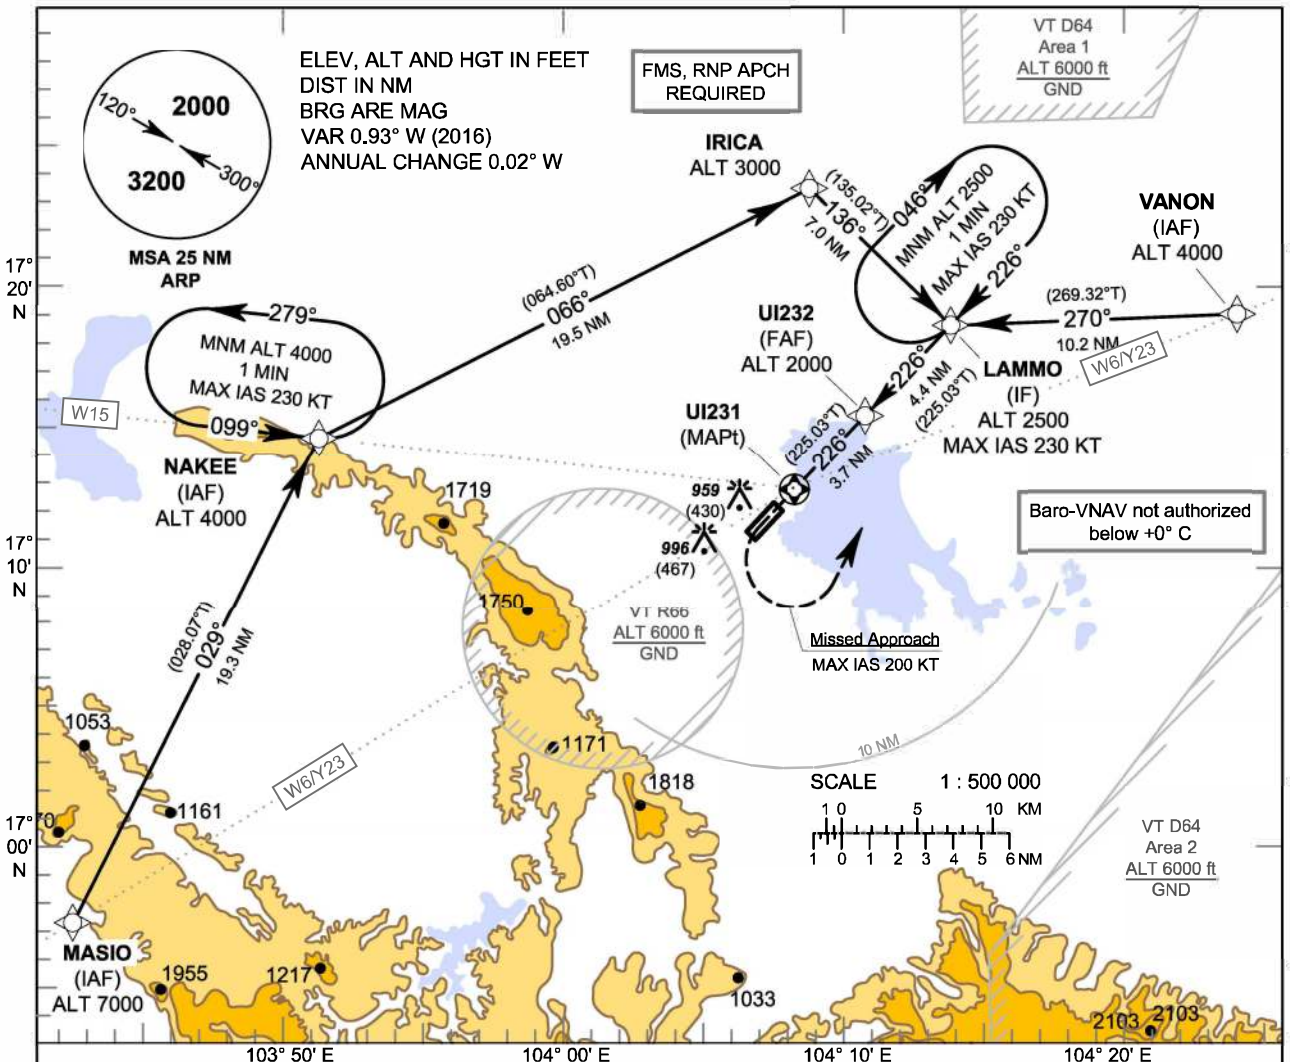 ELEV, ALT AND HGT IN FEET
DIST IN NM
BRG ARE MAG
VAR 0.93° W (2016)
ANNUAL CHANGE 0.02° W
FMS, RNP APCH
REQUIRED
VT D64
Area 1
ALT 6000 ft
GND
120°
2000
3200
300°
MSA 25 NM
ARP
IRICA
ALT 3000
(135.02°T)
136°
7.0 NM
046°
MNM ALT 2500
1 MIN
MAX IAS 230 KT
226°
VANON
(IAF)
ALT 4000
(269.32°T)
270°
10.2 NM
W6/Y23
17°
20'
N
279°
MNM ALT 4000
1 MIN
MAX IAS 230 KT
099°
W15
(064.60°T)
066°
19.5 NM
UI232
(FAF)
ALT 2000
226°
4.4 NM
(225.03°T)
LAMMO
(IF)
ALT 2500
MAX IAS 230 KT
UI231
(MAPt)
(225.03°T)
226°
3.7 NM
NAKEE
(IAF)
ALT 4000
1719
959
(430)
996
(467)
Baro-VNAV not authorized
below +0° C
17°
10'
N
1750
VT R66
ALT 6000 ft
GND
Missed Approach
MAX IAS 200 KT
(028.07°T)
029°
19.3 NM
1053
1171
10 NM
W6/Y23
1161
1818
SCALE 1 : 500 000
1 0 5 10 KM
1 0 1 2 3 4 5 6 NM
VT D64
Area 2
ALT 6000 ft
GND
70
17°
00'
N
MASIO
(IAF)
ALT 7000
1955
1217
1033
2103
2103
103° 50' E
104° 00' E
104° 10' E
104° 20' E